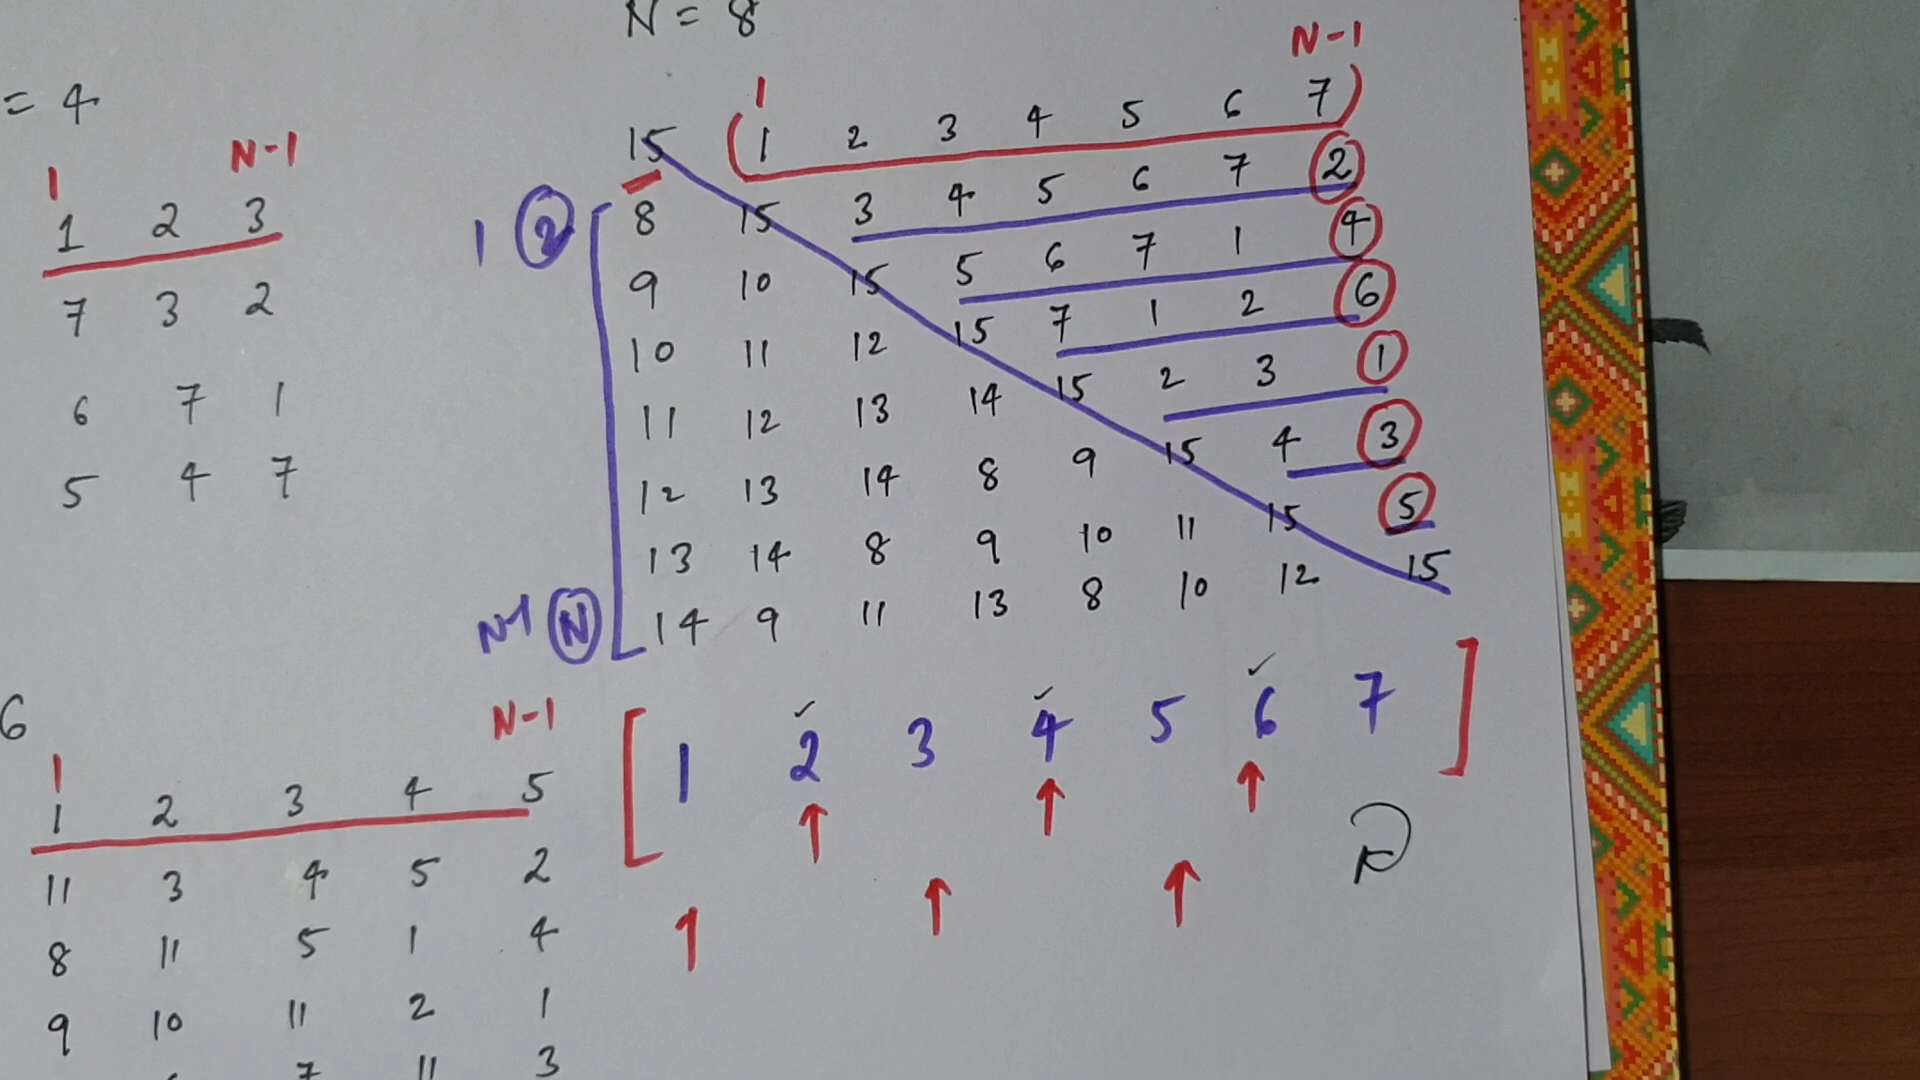 N = 8
= 4
1 N-1
1 2 3
7 3 2
6 7 1
5 4 7
1 N-1
15 (1 2 3 4 5 6 7)
1 2 8 15 3 4 5 6 7 2
9 10 15 5 6 7 1 4
10 11 12 15 7 1 2 6
11 12 13 14 15 2 3 1
12 13 14 8 9 15 4 3
13 14 8 9 10 11 15 5
N-1 N 14 9 11 13 8 10 12 15
[1 2 3 4 5 6 7]
6
1 N-1
1 2 3 4 5
11 3 4 5 2
8 11 5 1 4
9 10 11 2 1
7 11 3